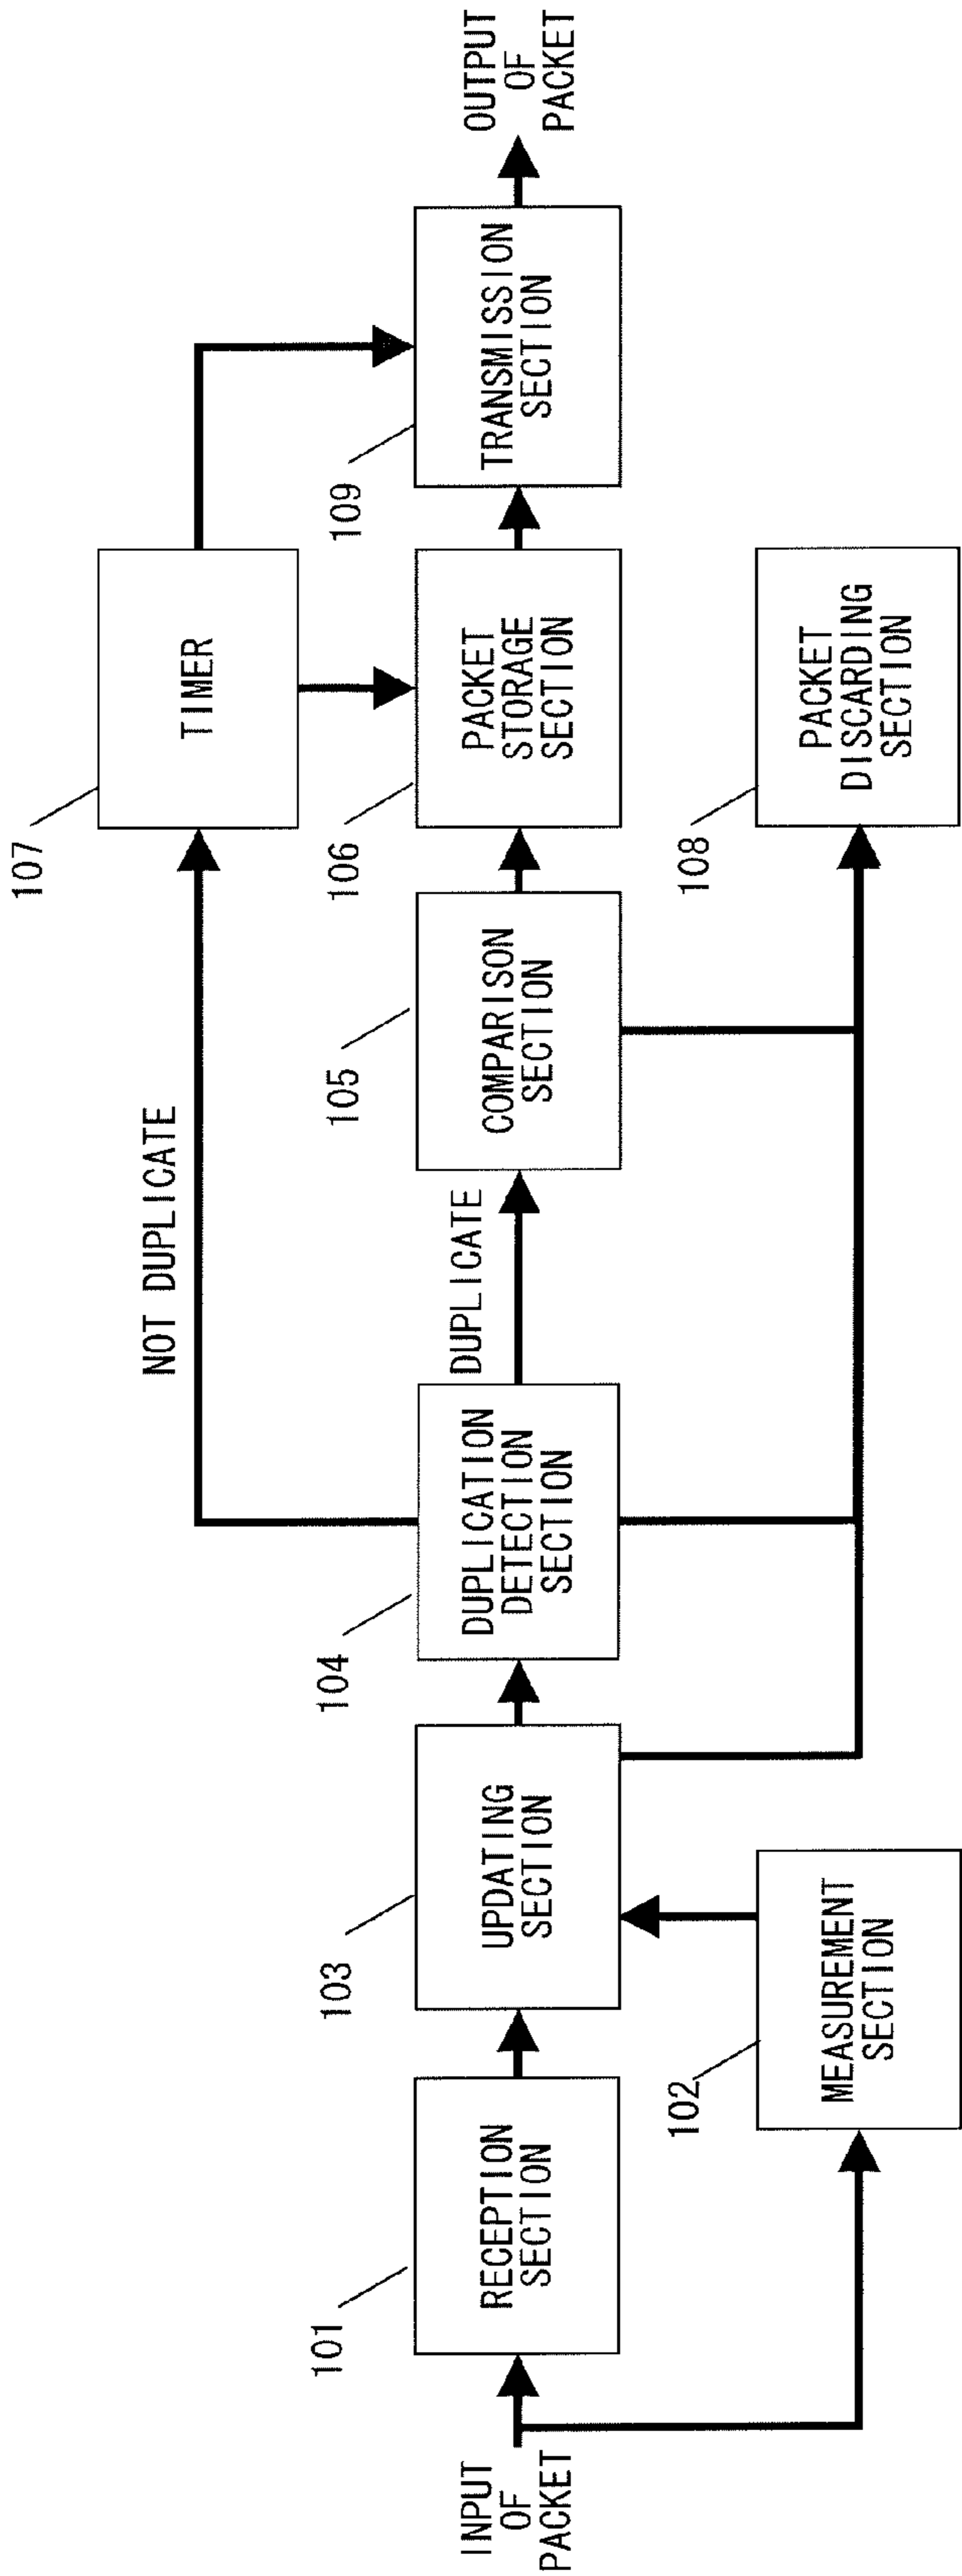 INPUT
OF
PACKET
101
RECEPTION
SECTION
102
MEASUREMENT
SECTION
103
UPDATING
SECTION
104
DUPLICATION
DETECTION
SECTION
NOT DUPLICATE
DUPLICATE
105
COMPARISON
SECTION
106
PACKET
STORAGE
SECTION
107
TIMER
108
PACKET
DISCARDING
SECTION
109
TRANSMISSION
SECTION
OUTPUT
OF
PACKET